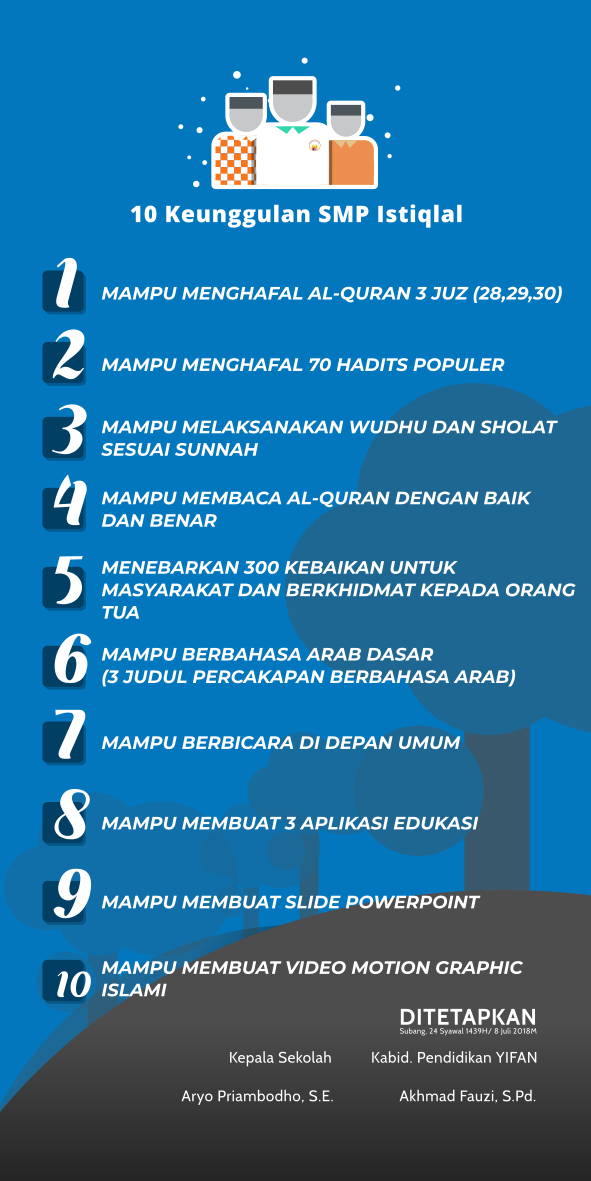 10 Keunggulan SMP Istiqlal
1
MAMPU MENGHAFAL AL-QURAN 3 JUZ (28,29,30)
2
MAMPU MENGHAFAL 70 HADITS POPULER
3
MAMPU MELAKSANAKAN WUDHU DAN SHOLAT
SESUAI SUNNAH
4
MAMPU MEMBACA AL-QURAN DENGAN BAIK
DAN BENAR
5
MENEBARKAN 300 KEBAIKAN UNTUK
MASYARAKAT DAN BERKHIDMAT KEPADA ORANG
TUA
6
MAMPU BERBAHASA ARAB DASAR
(3 JUDUL PERCAKAPAN BERBAHASA ARAB)
7
MAMPU BERBICARA DI DEPAN UMUM
8
MAMPU MEMBUAT 3 APLIKASI EDUKASI
9
MAMPU MEMBUAT SLIDE POWERPOINT
10
MAMPU MEMBUAT VIDEO MOTION GRAPHIC
ISLAMI
DITETAPKAN
Subang, 24 Syawal 1439H/ 8 Juli 2018M
Kepala Sekolah Kabid. Pendidikan YIFAN
Aryo Priambodho, S.E. Akhmad Fauzi, S.Pd.